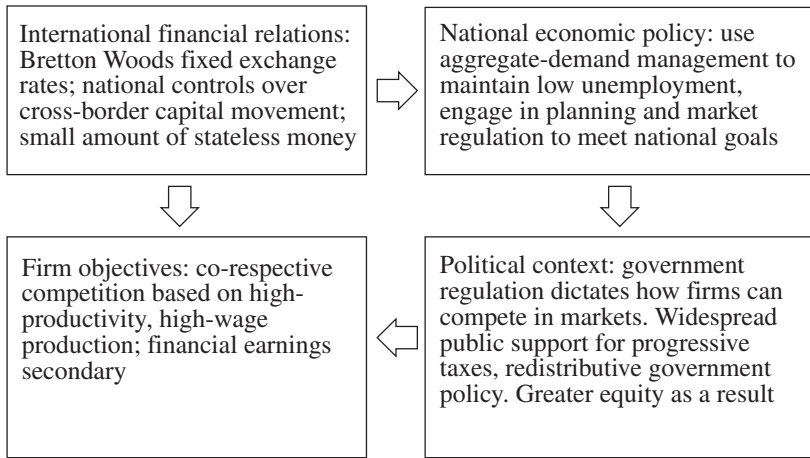 International financial relations:
Bretton Woods fixed exchange
rates; national controls over
cross-border capital movement;
small amount of stateless money
National economic policy: use
aggregate-demand management to
maintain low unemployment,
engage in planning and market
regulation to meet national goals
Firm objectives: co-respective
competition based on high-
productivity, high-wage
production; financial earnings
secondary
Political context: government
regulation dictates how firms can
compete in markets. Widespread
public support for progressive
taxes, redistributive government
policy. Greater equity as a result